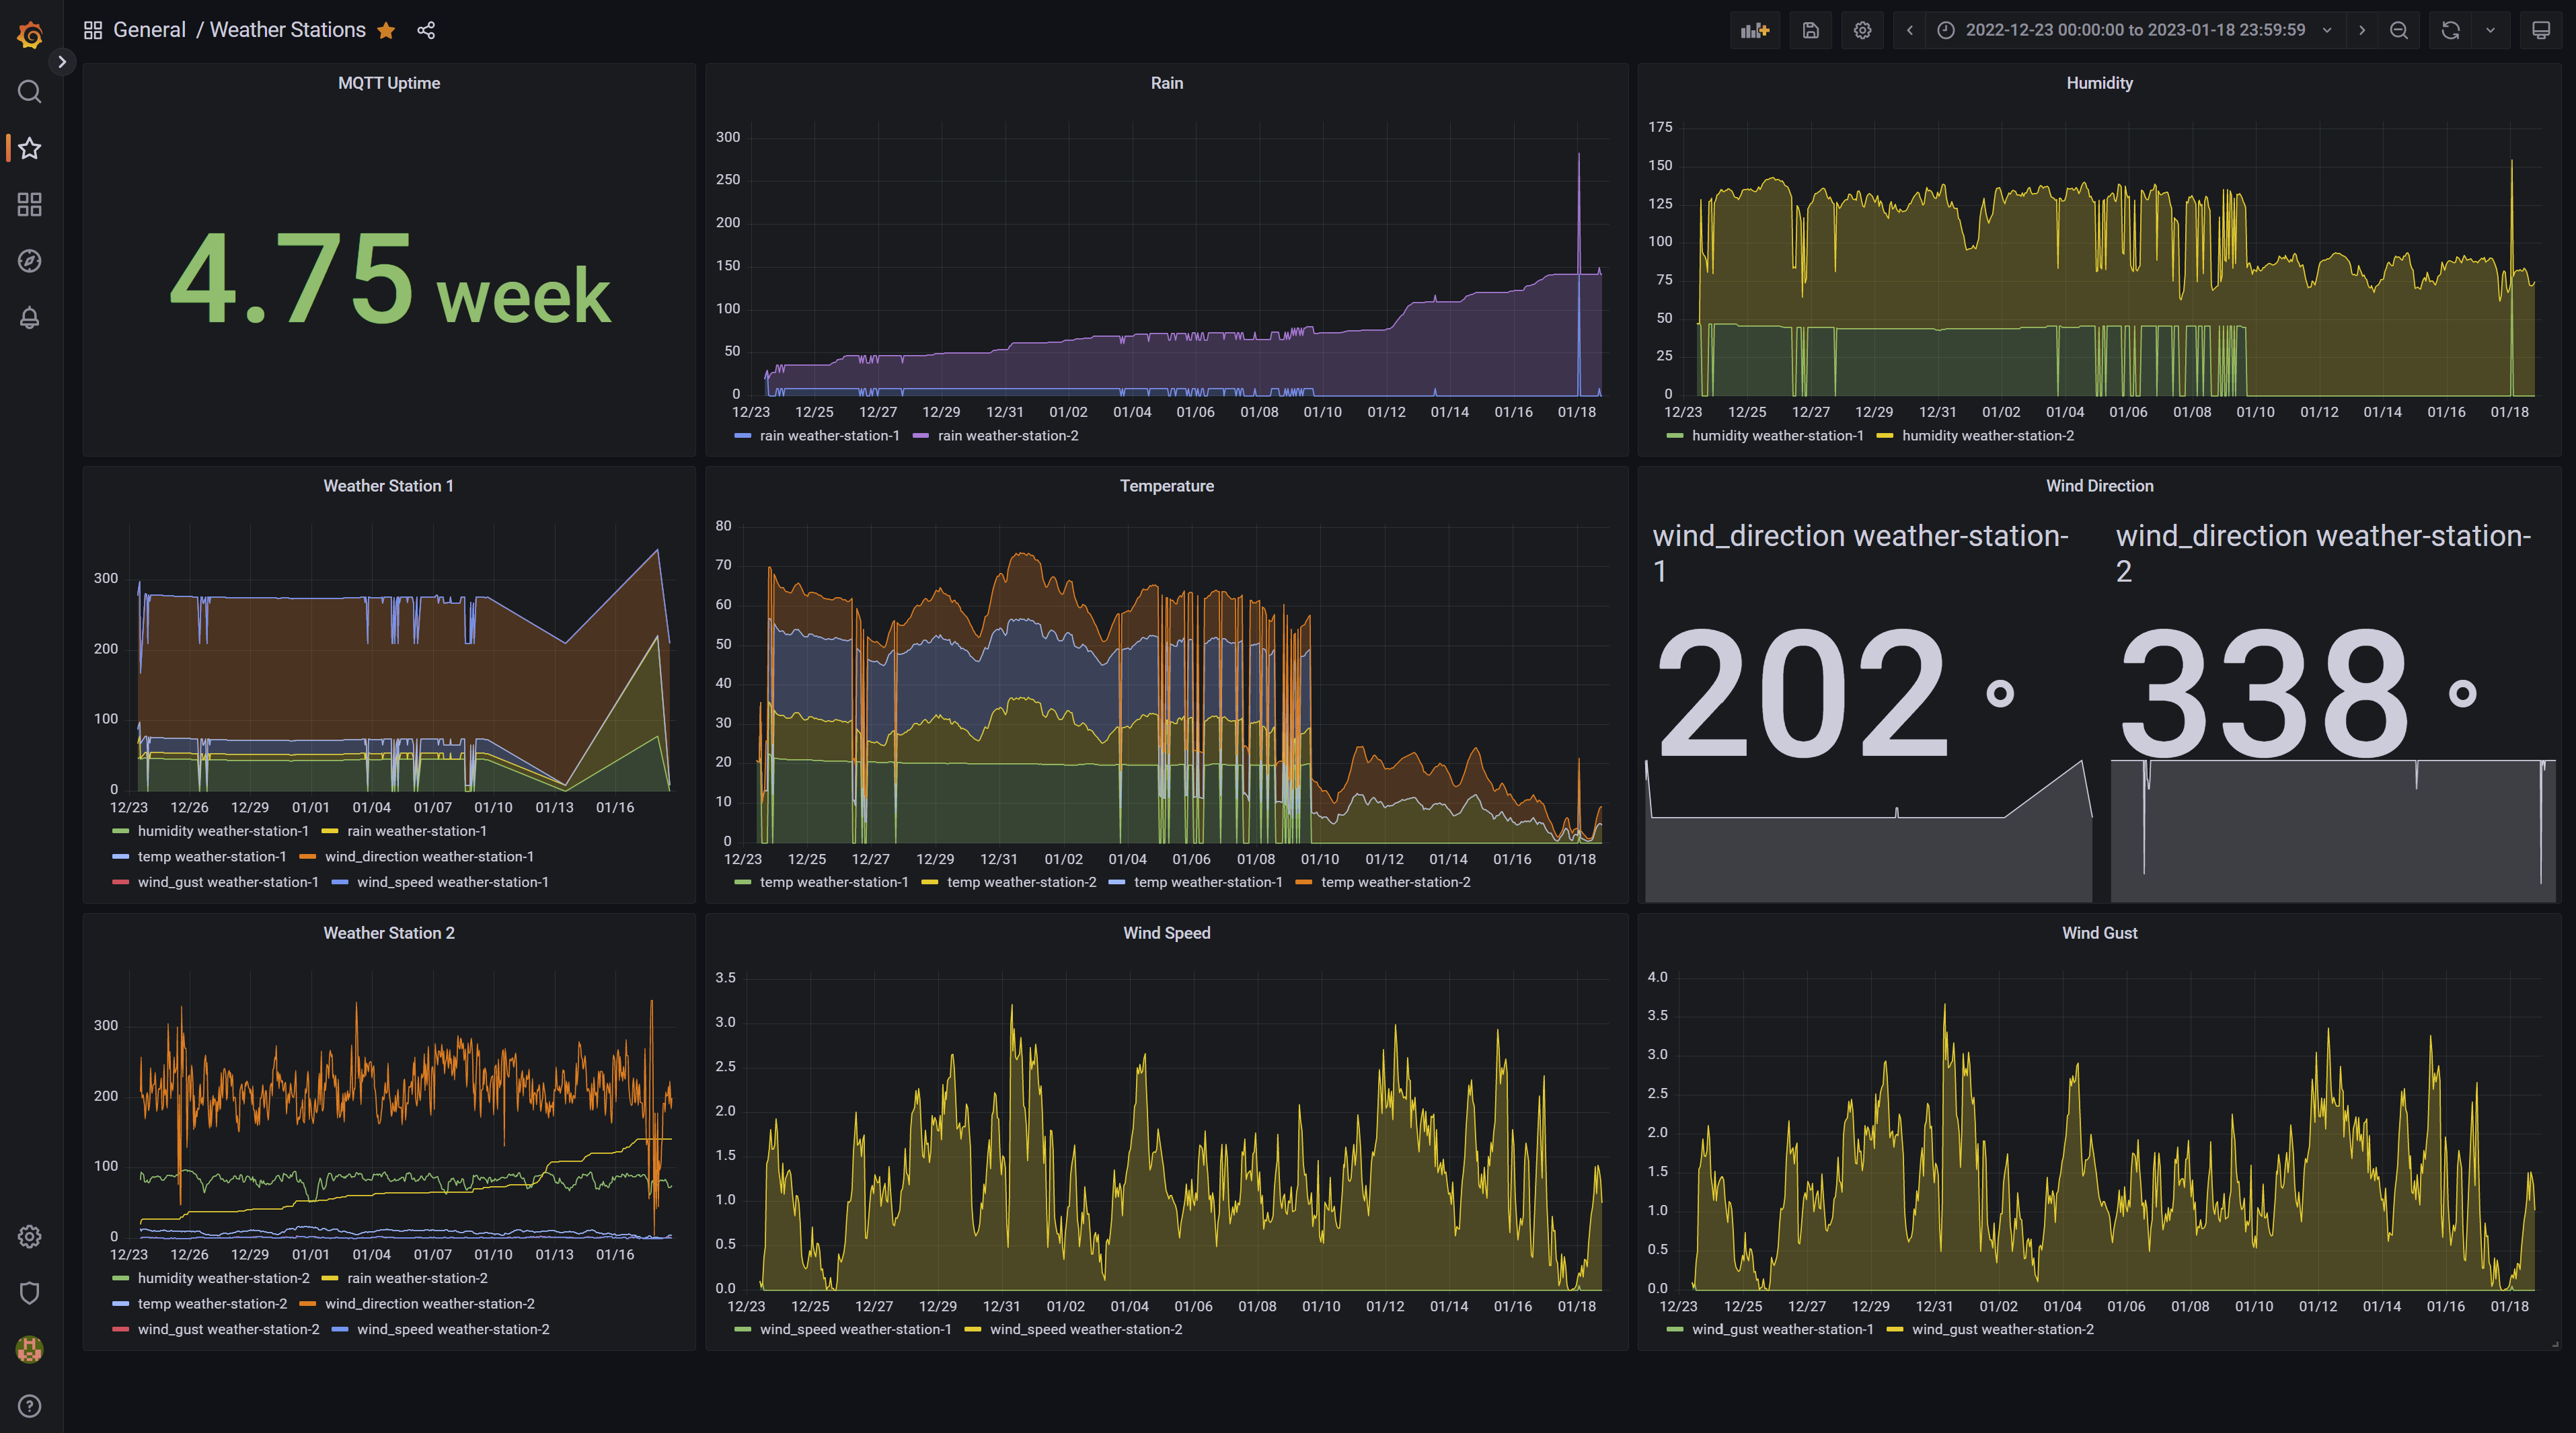 General / Weather Stations
2022-12-23 00:00:00 to 2023-01-18 23:59:59
MQTT Uptime
4.75 week
Rain
300
250
200
150
100
50
0
12/23 12/25 12/27 12/29 12/31 01/02 01/04 01/06 01/08 01/10 01/12 01/14 01/16 01/18
rain weather-station-1 rain weather-station-2
Humidity
175
150
125
100
75
50
25
0
12/23 12/25 12/27 12/29 12/31 01/02 01/04 01/06 01/08 01/10 01/12 01/14 01/16 01/18
humidity weather-station-1 humidity weather-station-2
Weather Station 1
300
200
100
0
12/23 12/26 12/29 01/01 01/04 01/07 01/10 01/13 01/16
humidity weather-station-1 rain weather-station-1
temp weather-station-1 wind_direction weather-station-1
wind_gust weather-station-1 wind_speed weather-station-1
Temperature
80
70
60
50
40
30
20
10
0
12/23 12/25 12/27 12/29 12/31 01/02 01/04 01/06 01/08 01/10 01/12 01/14 01/16 01/18
temp weather-station-1 temp weather-station-2 temp weather-station-1 temp weather-station-2
Wind Direction
wind_direction weather-station-
1
202 °
wind_direction weather-station-
2
338 °
Weather Station 2
300
200
100
0
12/23 12/26 12/29 01/01 01/04 01/07 01/10 01/13 01/16
humidity weather-station-2 rain weather-station-2
temp weather-station-2 wind_direction weather-station-2
wind_gust weather-station-2 wind_speed weather-station-2
Wind Speed
3.5
3.0
2.5
2.0
1.5
1.0
0.5
0.0
12/23 12/25 12/27 12/29 12/31 01/02 01/04 01/06 01/08 01/10 01/12 01/14 01/16 01/18
wind_speed weather-station-1 wind_speed weather-station-2
Wind Gust
4.0
3.5
3.0
2.5
2.0
1.5
1.0
0.5
0.0
12/23 12/25 12/27 12/29 12/31 01/02 01/04 01/06 01/08 01/10 01/12 01/14 01/16 01/18
wind_gust weather-station-1 wind_gust weather-station-2